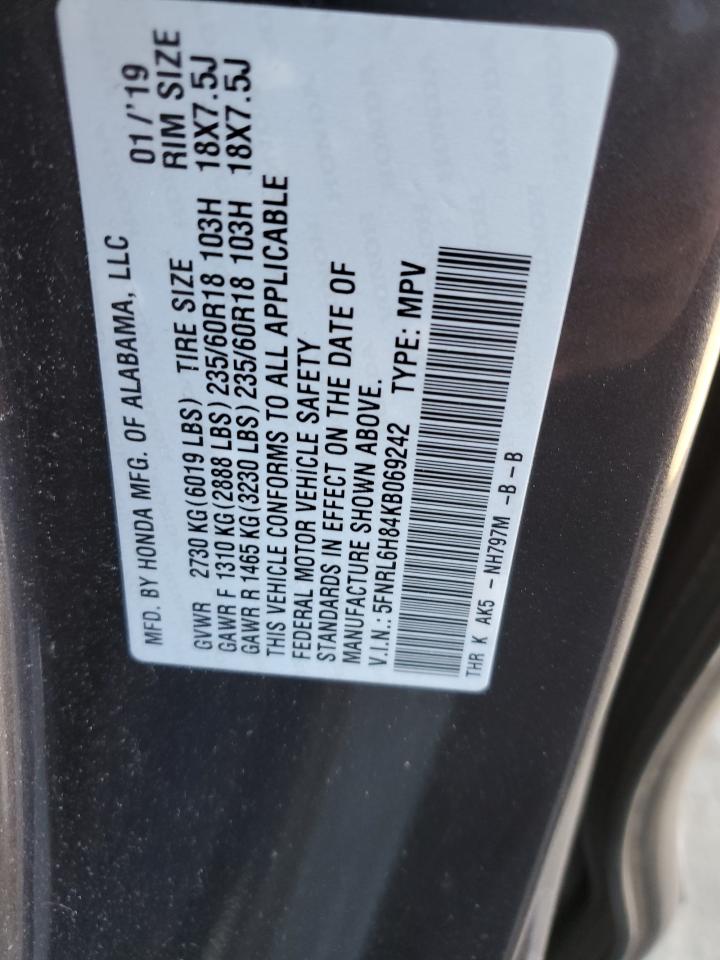 MFD. BY HONDA MFG. OF ALABAMA, LLC 01/'19
GVWR 2730 KG(6019 LBS) TIRE SIZE RIM SIZE
GAWR F 1310 KG(2888 LBS)235/60R18 103H 18X7.5J
GAWR R 1465 KG(3230 LBS)235/60R18 103H 18X7.5J
THIS VEHICLE CONFORMS TO ALL APPLICABLE
FEDERAL MOTOR VEHICLE SAFETY
STANDARDS IN EFFECT ON THE DATE OF
MANUFACTURE SHOWN ABOVE.
V.I.N.:5FNRL6H84KB069242 TYPE: MPV
THR K AK5 -NH797M -B -B